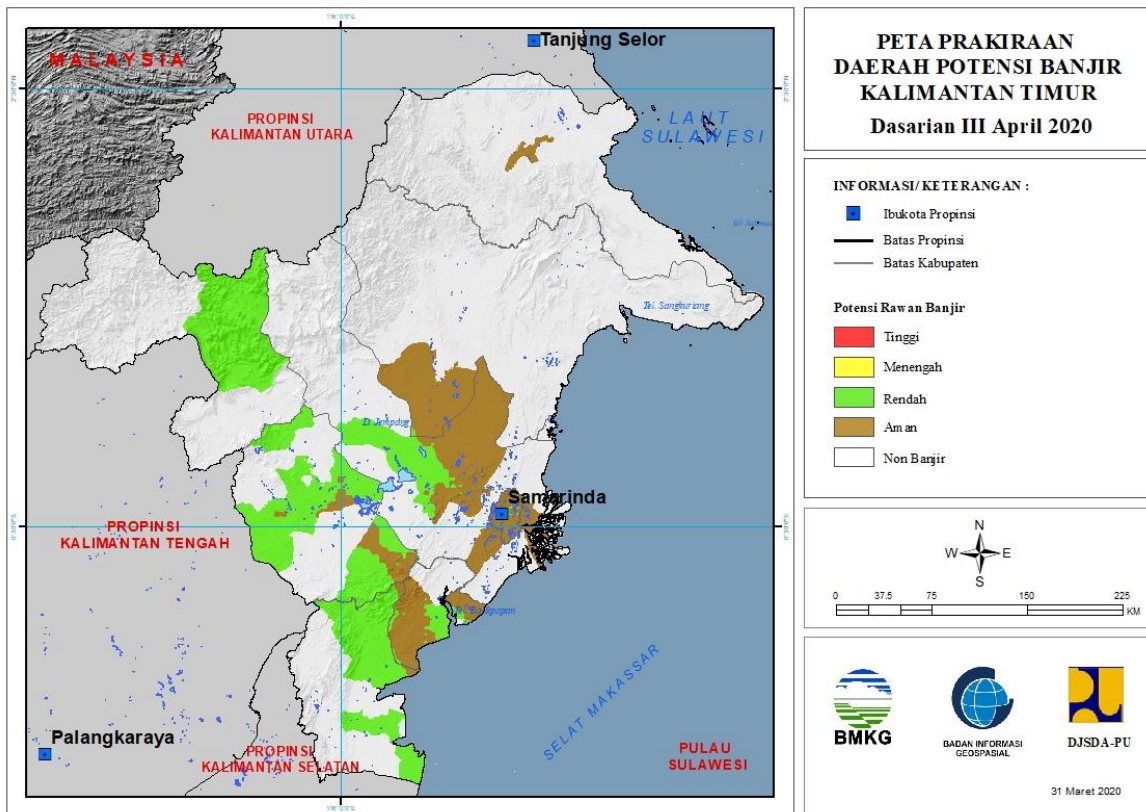 Tanjung Selor
MALAYSIA
PROPINSI
KALIMANTAN UTARA
LAUT
SULAWESI
Tel. Sangkuriang
D. Jempang
Samarinda
PROPINSI
KALIMANTAN TENGAH
SELAT MAKASSAR
Palangkaraya
PROPINSI
KALIMANTAN SELATAN
PULAU
SULAWESI
PETA PRAKIRAAN
DAERAH POTENSI BANJIR
KALIMANTAN TIMUR
Dasarian III April 2020
INFORMASI/ KETERANGAN :
Ibukota Propinsi
Batas Propinsi
Batas Kabupaten
Potensi Rawan Banjir
Tinggi
Menengah
Rendah
Aman
Non Banjir
N
W E
S
0 37.5 75 150 225
KM
BMKG
BADAN INFORMASI
GEOSPASIAL
DJSDA-PU
31 Maret 2020